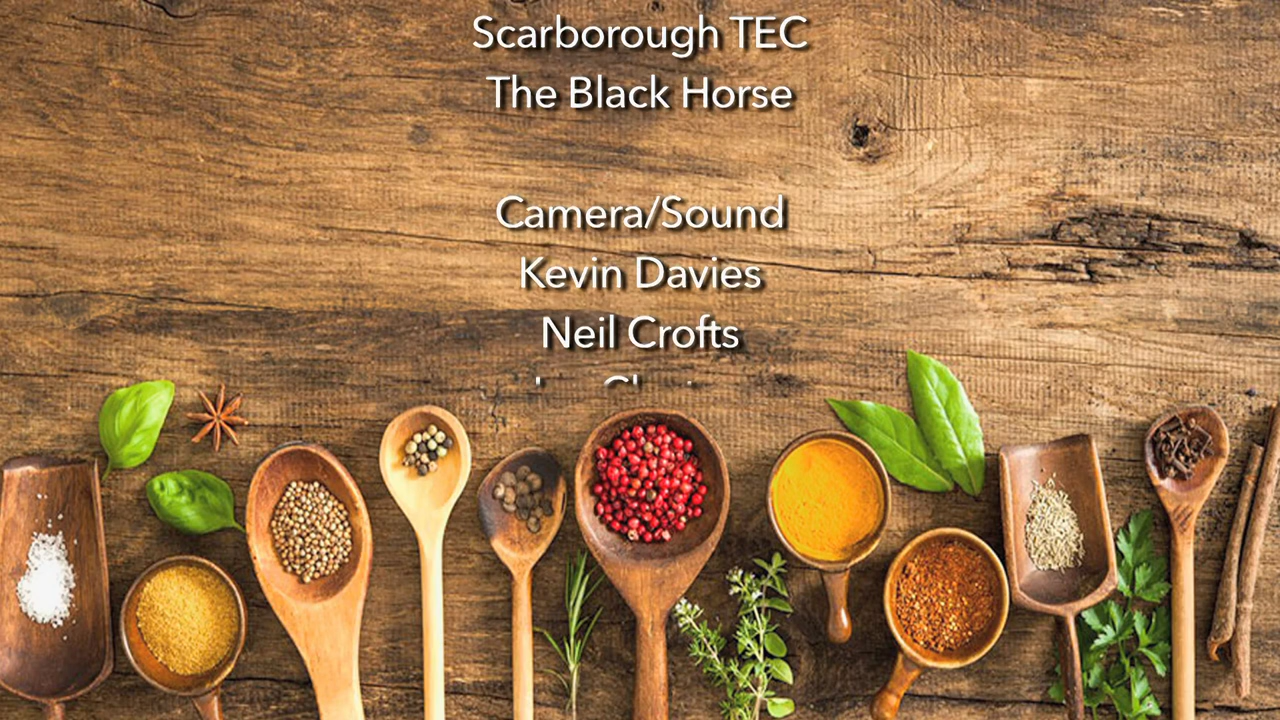 Scarborough TEC
The Black Horse
Camera/Sound
Kevin Davies
Neil Crofts